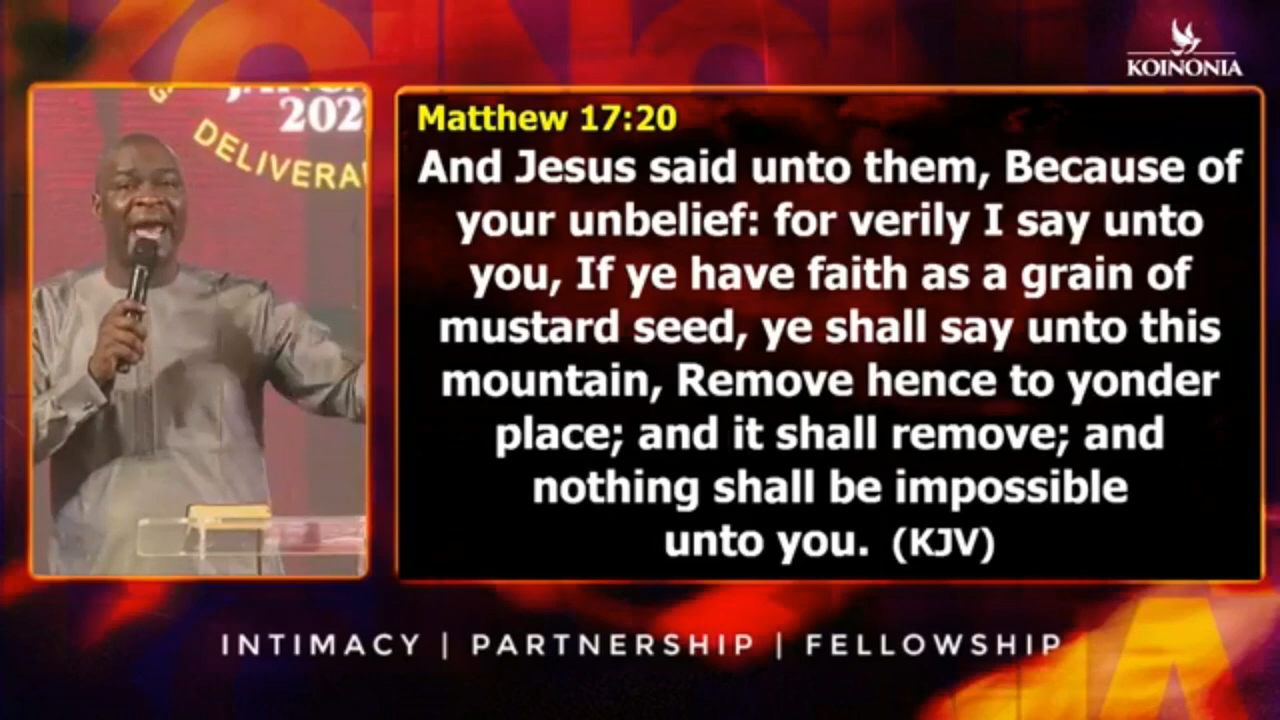 KOINONIA
202
DELIVERA
Matthew 17:20
And Jesus said unto them, Because of
your unbelief: for verily I say unto
you, If ye have faith as a grain of
mustard seed, ye shall say unto this
mountain, Remove hence to yonder
place; and it shall remove; and
nothing shall be impossible
unto you. (KJV)
INTIMACY | PARTNERSHIP | FELLOWSHIP